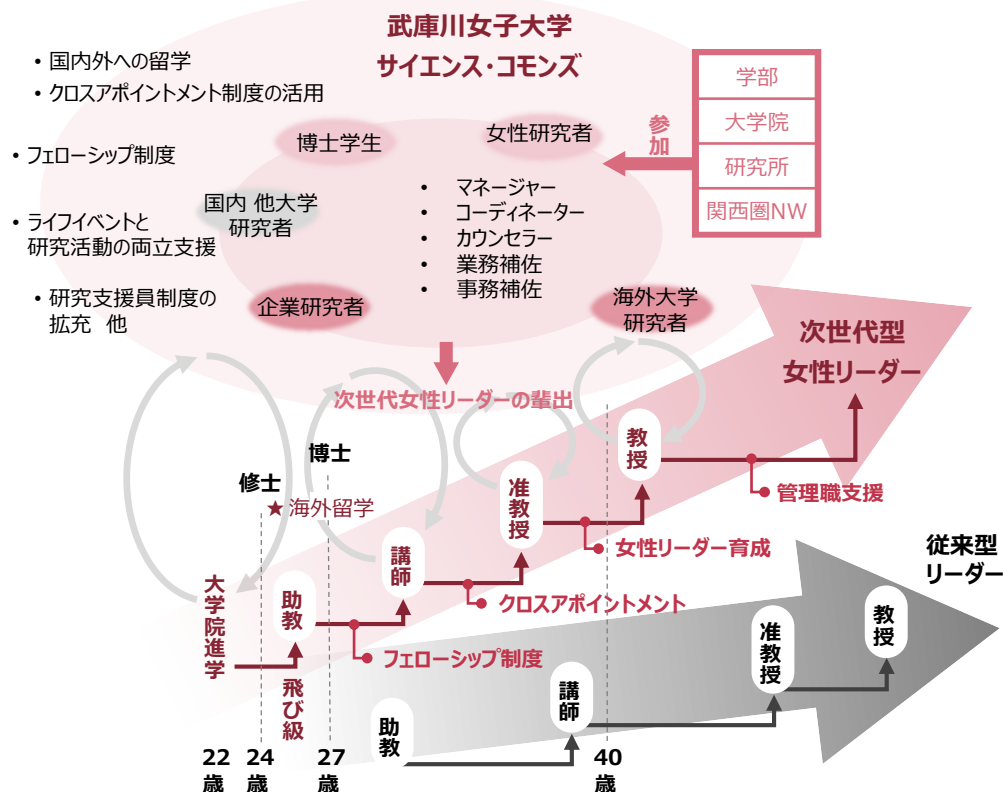 武庫川女子大学
サイエンス・コモンズ
• 国内外への留学
• クロスアポイントメント制度の活用
• フェローシップ制度
• ライフイベントと
研究活動の両立支援
• 研究支援員制度の
拡充 他
博士学生
女性研究者
国内 他大学
研究者
企業研究者
海外大学
研究者
• マネージャー
• コーディネーター
• カウンセラー
• 業務補佐
• 事務補佐
参加
学部
大学院
研究所
関西圏NW
次世代女性リーダーの輩出
次世代型
女性リーダー
修士
博士
★ 海外留学
大学院進学
助教
飛び級
講師
准教授
教授
フェローシップ制度
クロスアポイントメント
女性リーダー育成
管理職支援
従来型
リーダー
助教
講師
准教授
教授
22
歳
24
歳
27
歳
40
歳